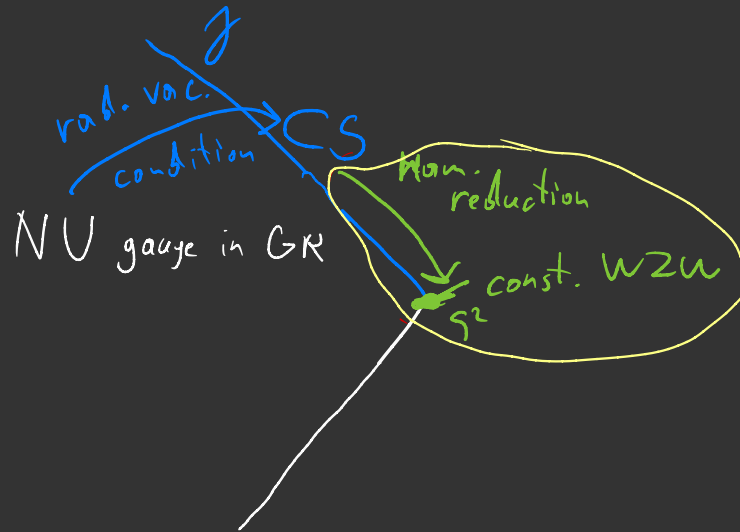 J
rad. vac.
condition
CS
NU gauge in GR
Ham.
reduction
const. WZW
S²